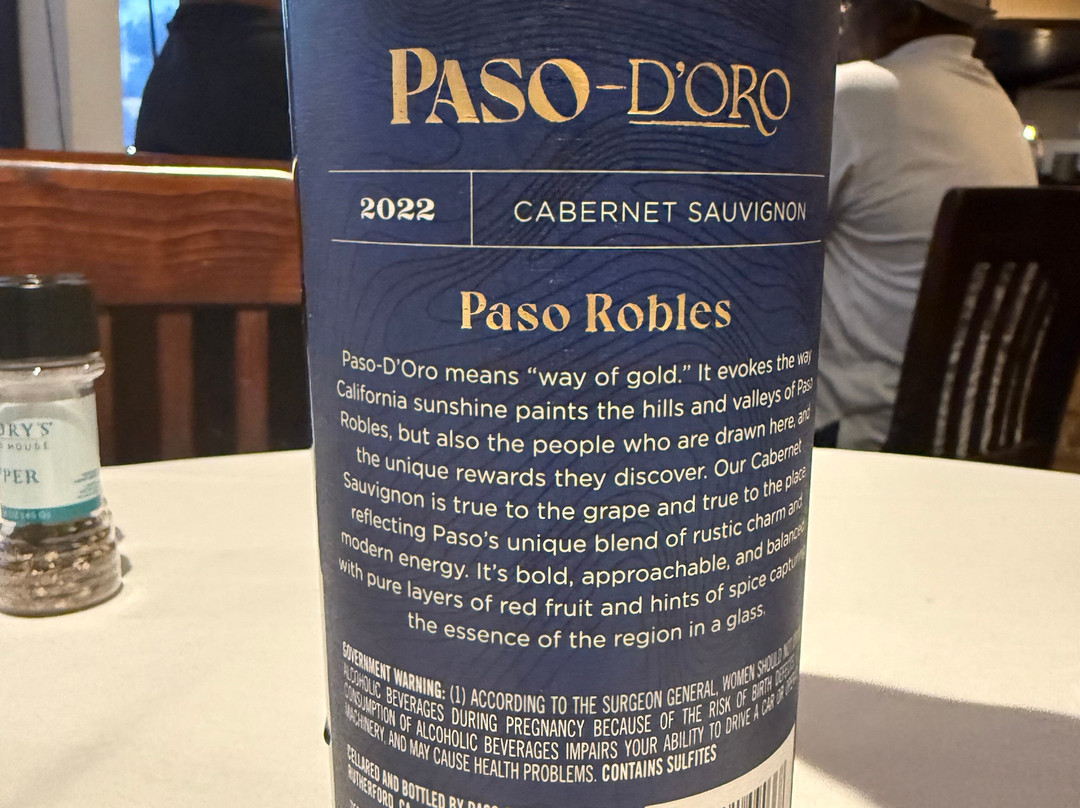 PASO-D'ORO
2022
CABERNET SAUVIGNON
Paso Robles
Paso-D'Oro means “way of gold.” It evokes the way
California sunshine paints the hills and valleys of Paso
Robles, but also the people who are drawn here, and
the unique rewards they discover. Our Cabernet
Sauvignon is true to the grape and true to the place,
reflecting Paso's unique blend of rustic charm and
modern energy. It's bold, approachable, and balanced
with pure layers of red fruit and hints of spice capturing
the essence of the region in a glass.
GOVERNMENT WARNING: (1) ACCORDING TO THE SURGEON GENERAL, WOMEN SHOULD NOT
ALCOHOLIC BEVERAGES DURING PREGNANCY BECAUSE OF THE RISK OF BIRTH DEFECTS.
CONSUMPTION OF ALCOHOLIC BEVERAGES IMPAIRS YOUR ABILITY TO DRIVE A CAR OR
MACHINERY, AND MAY CAUSE HEALTH PROBLEMS. CONTAINS SULFITES
CELLARED AND BOTTLED BY PASO
RUTHERFORD, CA